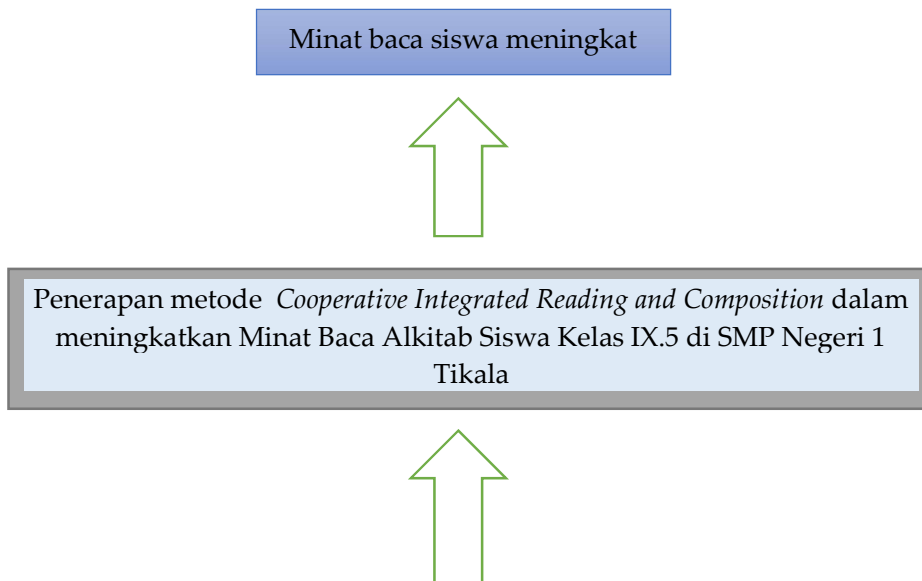 Minat baca siswa meningkat
Penerapan metode Cooperative Integrated Reading and Composition dalam
meningkatkan Minat Baca Alkitab Siswa Kelas IX.5 di SMP Negeri 1
Tikala